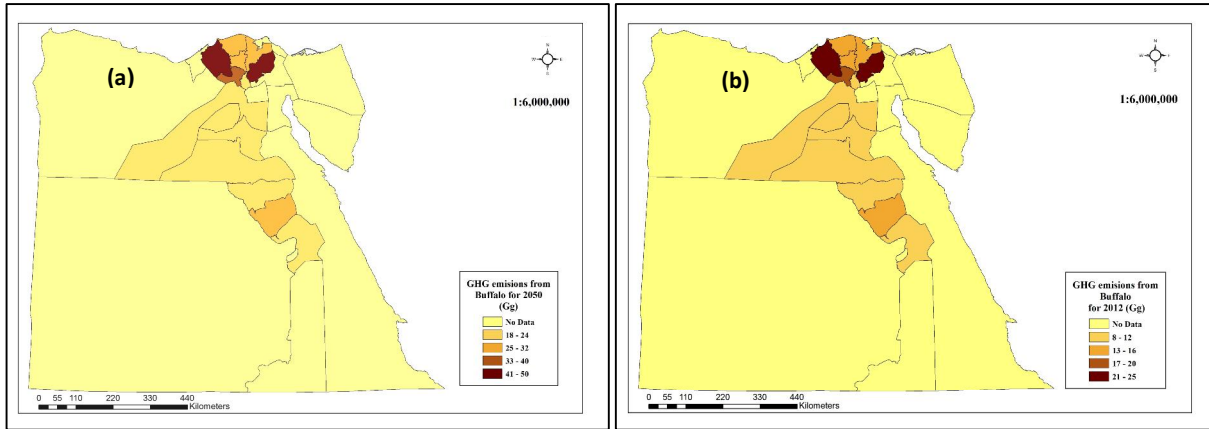 (a)
N
W E
S
1:6,000,000
GHG emisions from
Buffalo for 2050
(Gg)
No Data
18 - 24
25 - 32
33 - 40
41 - 50
0 55 110 220 330 440
Kilometers
(b)
N
W E
S
1:6,000,000
GHG emisions from
Buffalo
for 2012 (Gg)
No Data
8 - 12
13 - 16
17 - 20
21 - 25
0 55 110 220 330 440
Kilometers